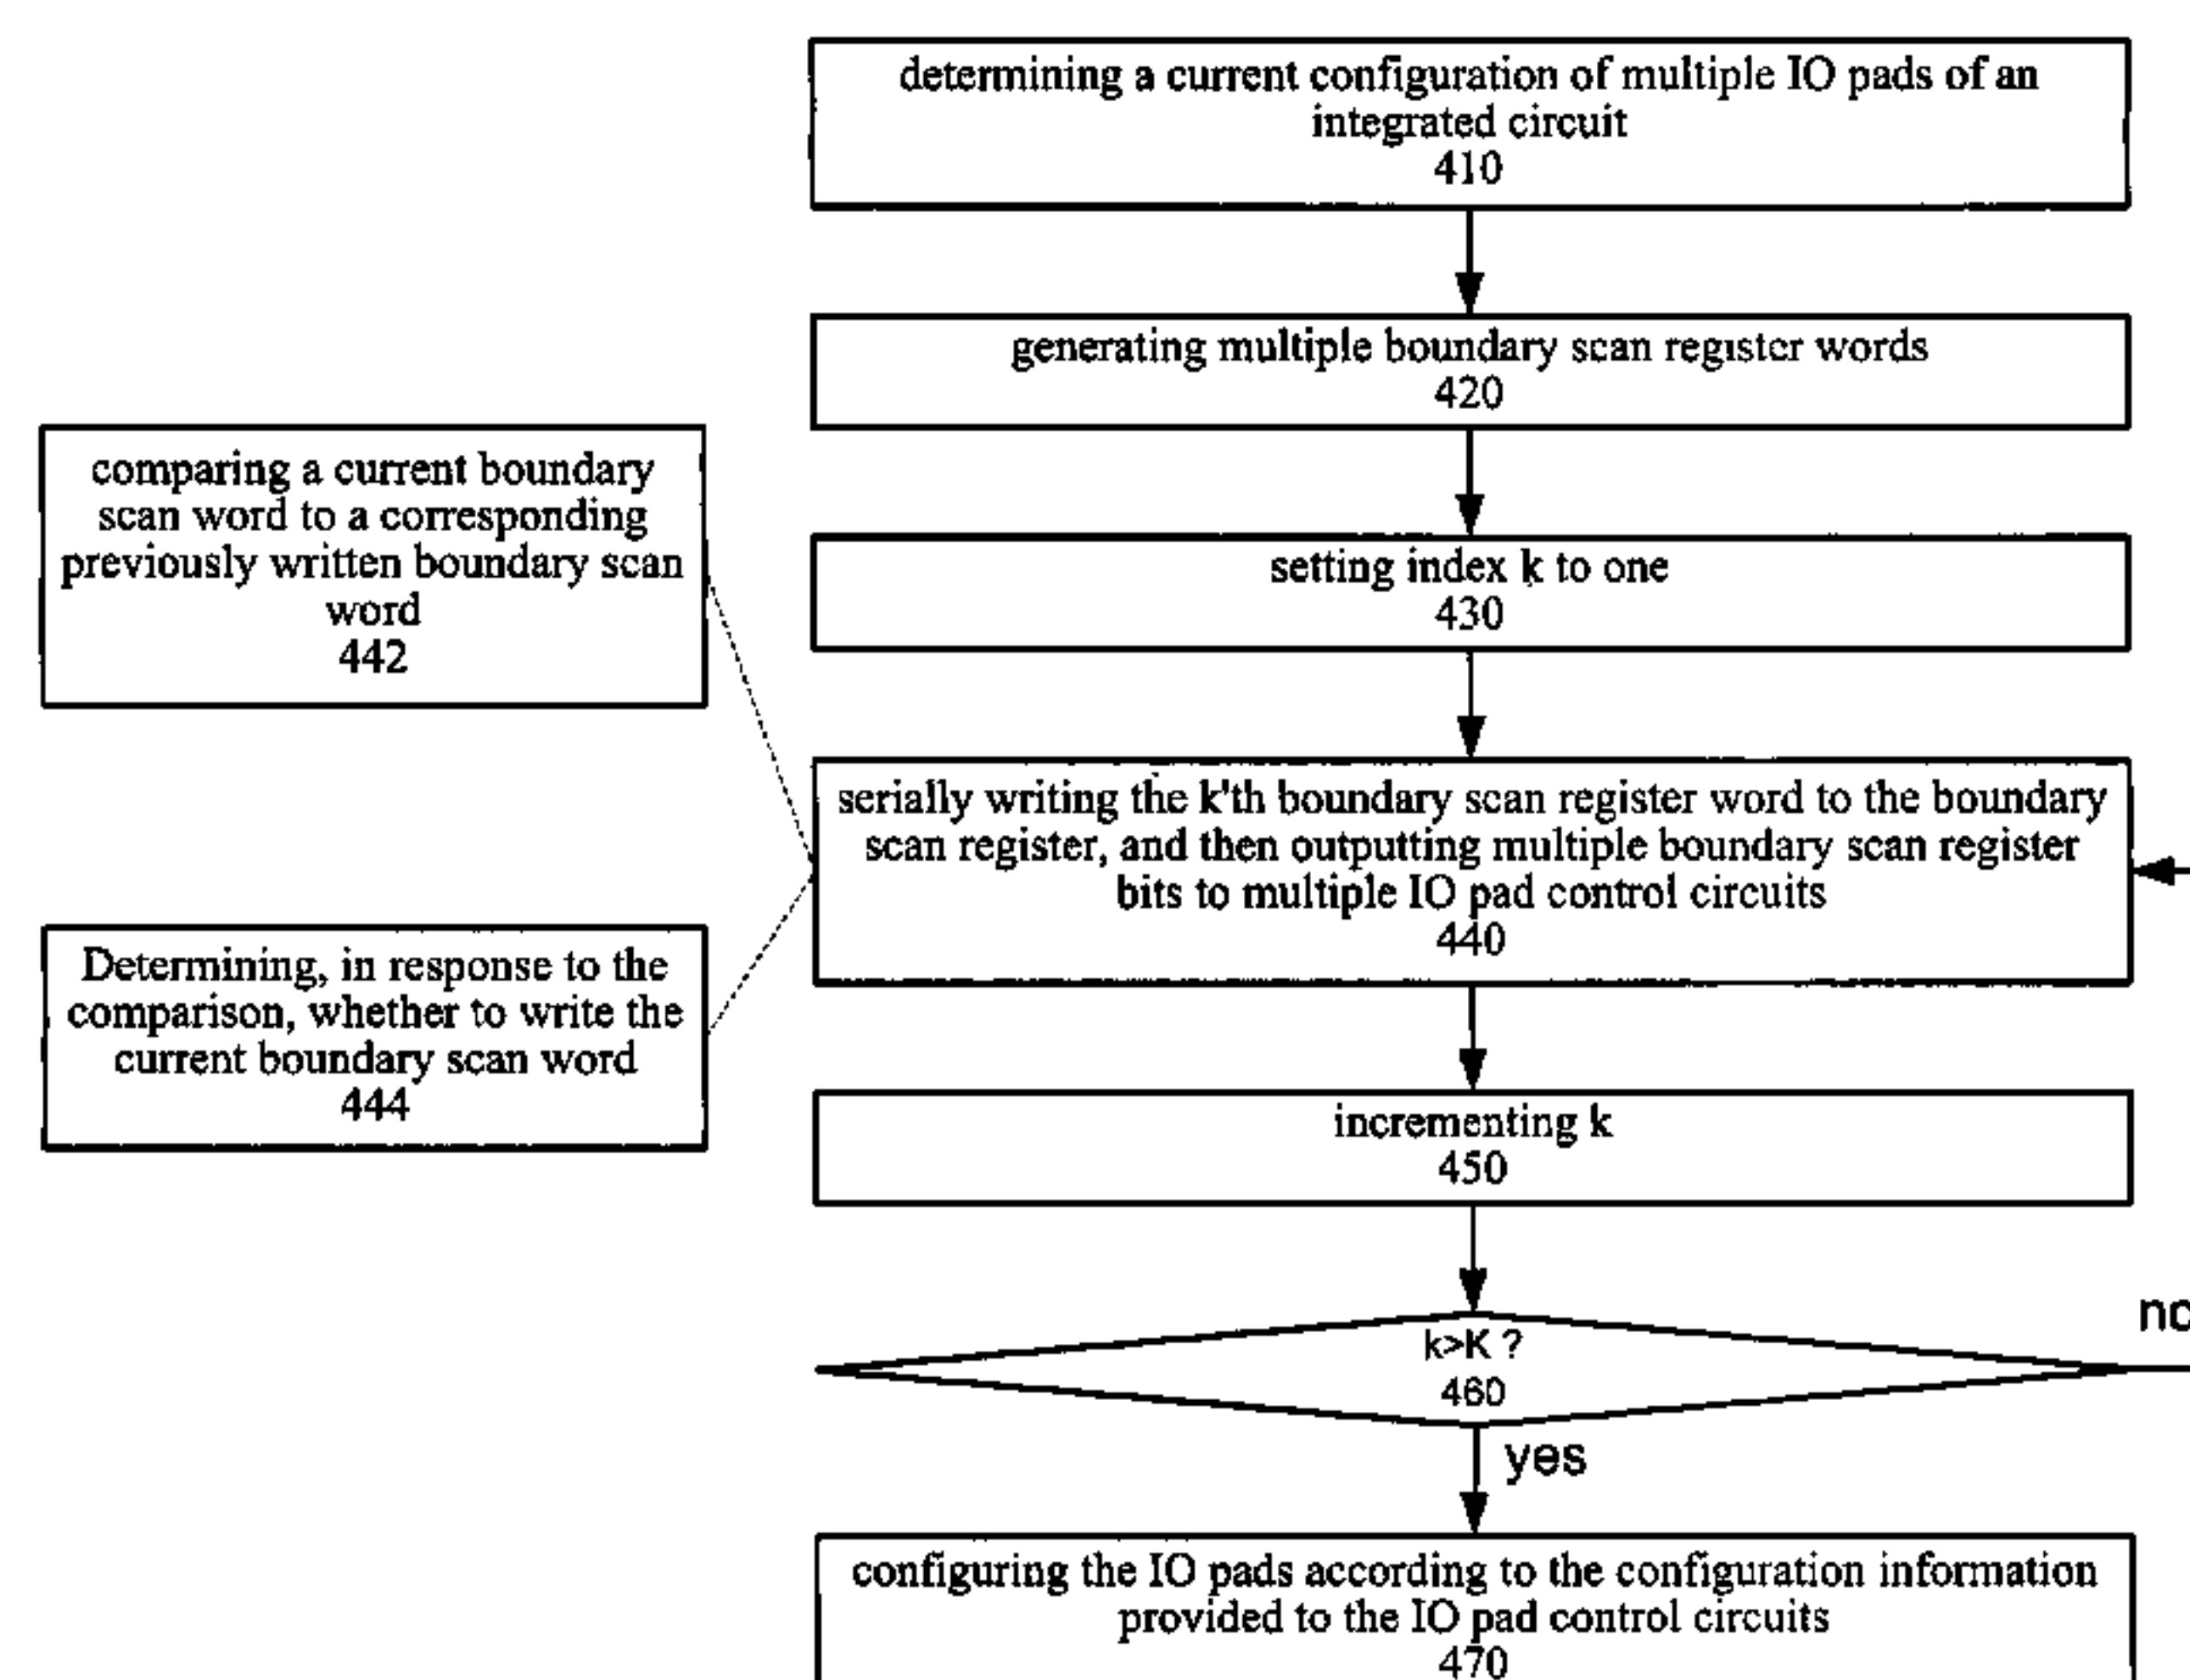 determining a current configuration of multiple IO pads of an
integrated circuit
410
generating multiple boundary scan register words
420
setting index k to one
430
comparing a current boundary
scan word to a corresponding
previously written boundary scan
word
442
serially writing the k'th boundary scan register word to the boundary
scan register, and then outputting multiple boundary scan register
bits to multiple IO pad control circuits
440
Determining, in response to the
comparison, whether to write the
current boundary scan word
444
incrementing k
450
k>K ?
460
yes
configuring the IO pads according to the configuration information
provided to the IO pad control circuits
470